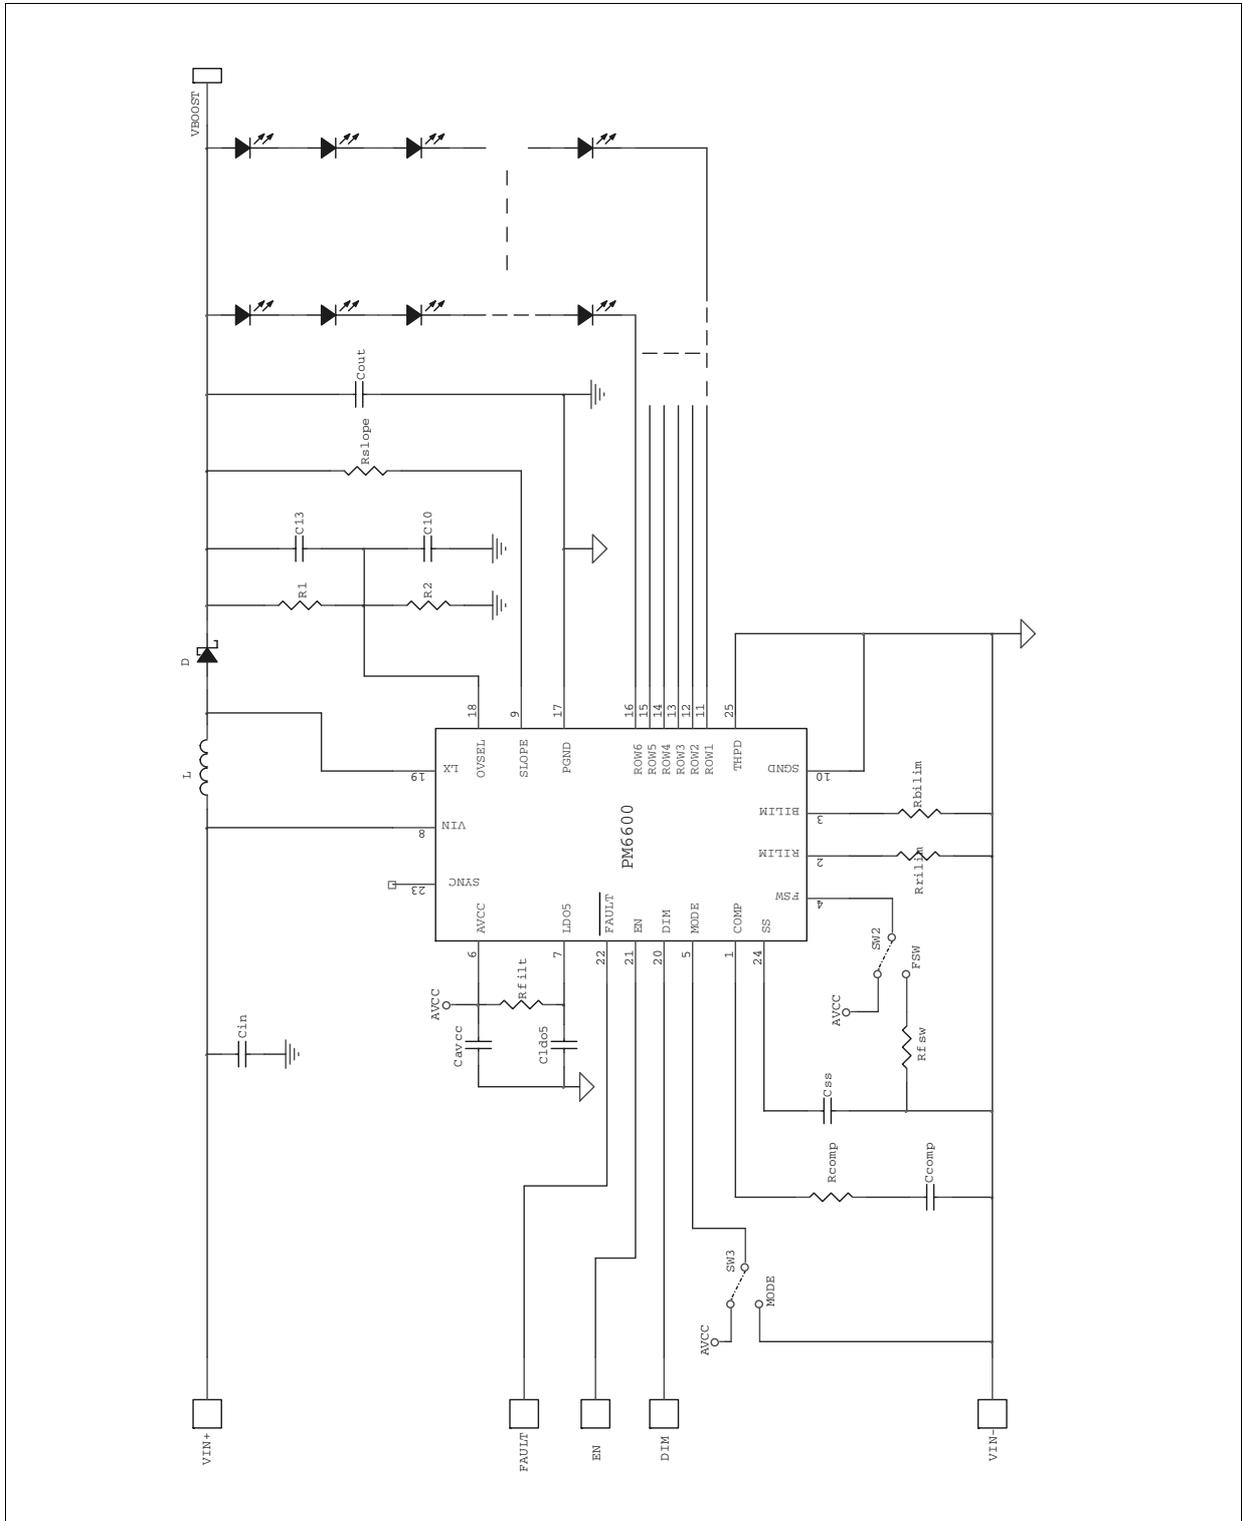 VBOOST
Cout
Rslope
C13
C10
R1
R2
D
L
18
9
17
16
15
14
13
12
11
25
19
LX
OVSEL
SLOPE
PGND
ROW6
ROW5
ROW4
ROW3
ROW2
ROW1
THPD
SGND
10
PM6600
VIN
8
BILIM
3
Rbilim
RILIM
2
Rrilim
SYNC
23
FSW
4
AVCC
LDO5
FAULT
EN
DIM
MODE
COMP
SS
6
7
22
21
20
5
1
24
SW2
FSW
AVCC
Rfilt
AVCC
Cin
Cavcc
Cldo5
Rfsw
Css
Rcomp
Ccomp
SW3
MODE
AVCC
VIN+
FAULT
EN
DIM
VIN-